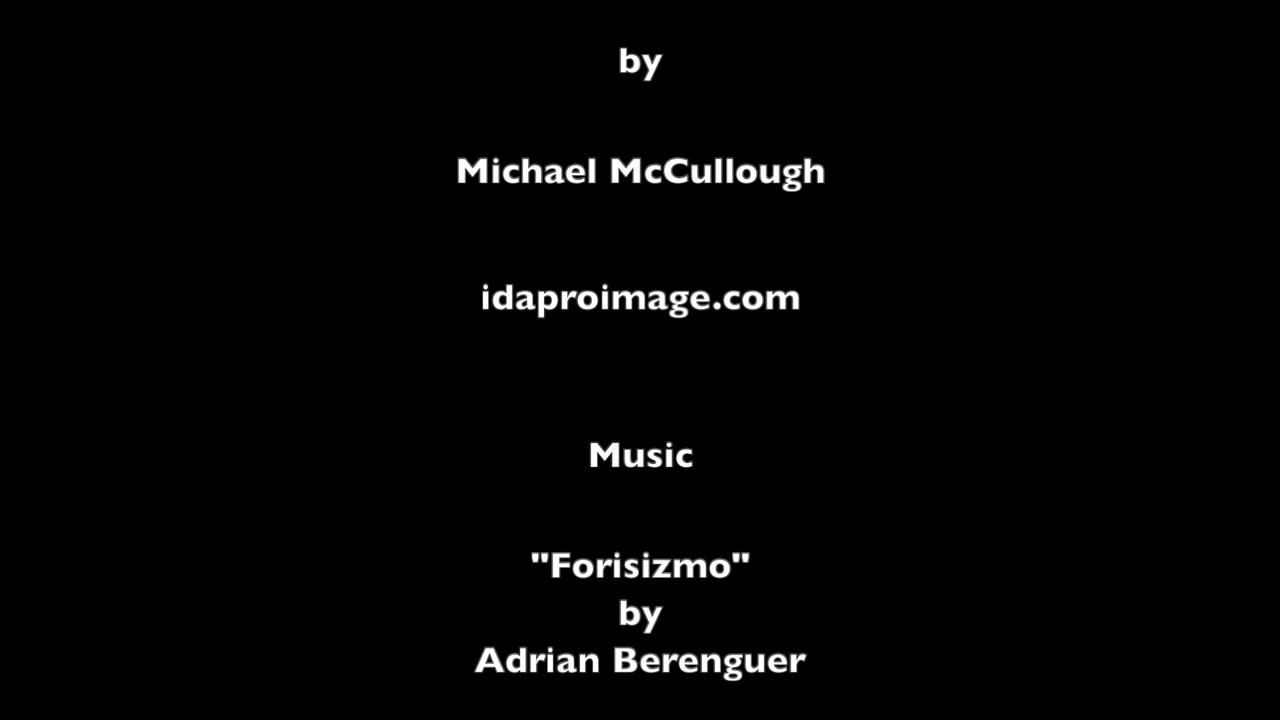 by
Michael McCullough
idaproimage.com
Music
"Forisizmo"
by
Adrian Berenguer